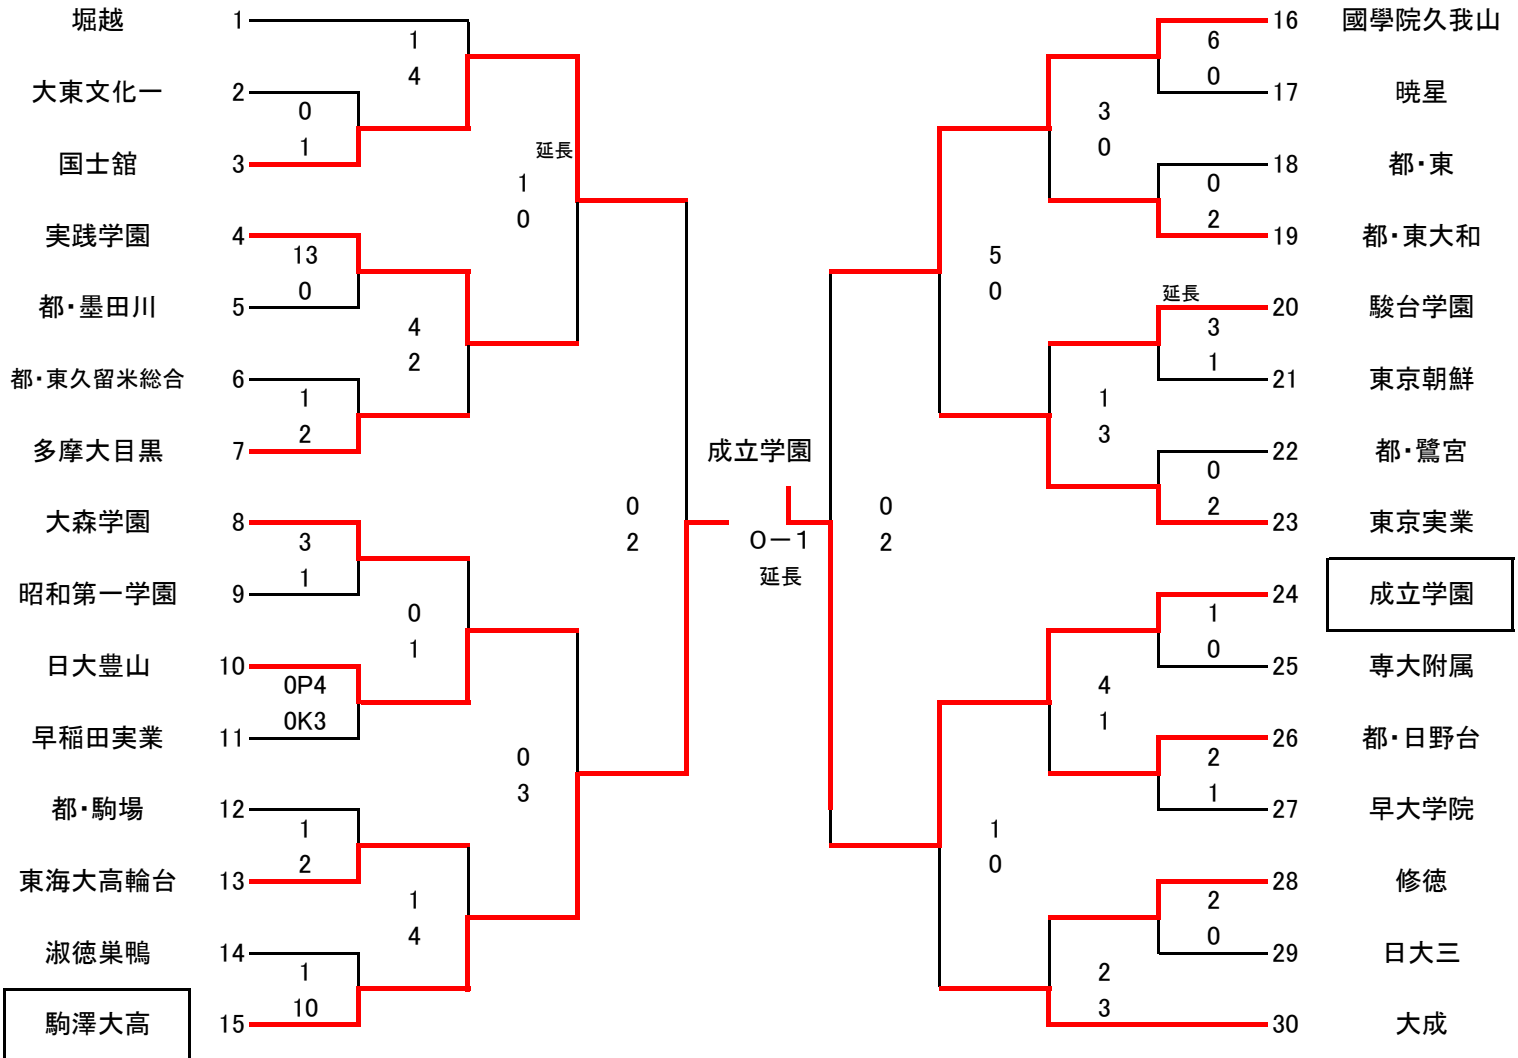 堀越 1
大東文化一 2
国士舘 3
実践学園 4
都・墨田川 5
都・東久留米総合 6
多摩大目黒 7
大森学園 8
昭和第一学園 9
日大豊山 10
早稲田実業 11
都・駒場 12
東海大高輪台 13
淑徳巣鴨 14
駒澤大高 15
0
1
13
0
1
2
3
1
0P4
0K3
1
2
1
10
1
4
4
2
0
1
1
4
延長
1
0
0
3
0
2
成立学園
0－1
延長
0
2
5
0
1
0
3
0
1
3
4
1
2
3
6
0
0
2
延長
3
1
0
2
1
0
2
1
2
0
16 國學院久我山
17 暁星
18 都・東
19 都・東大和
20 駿台学園
21 東京朝鮮
22 都・鷺宮
23 東京実業
24 成立学園
25 専大附属
26 都・日野台
27 早大学院
28 修徳
29 日大三
30 大成